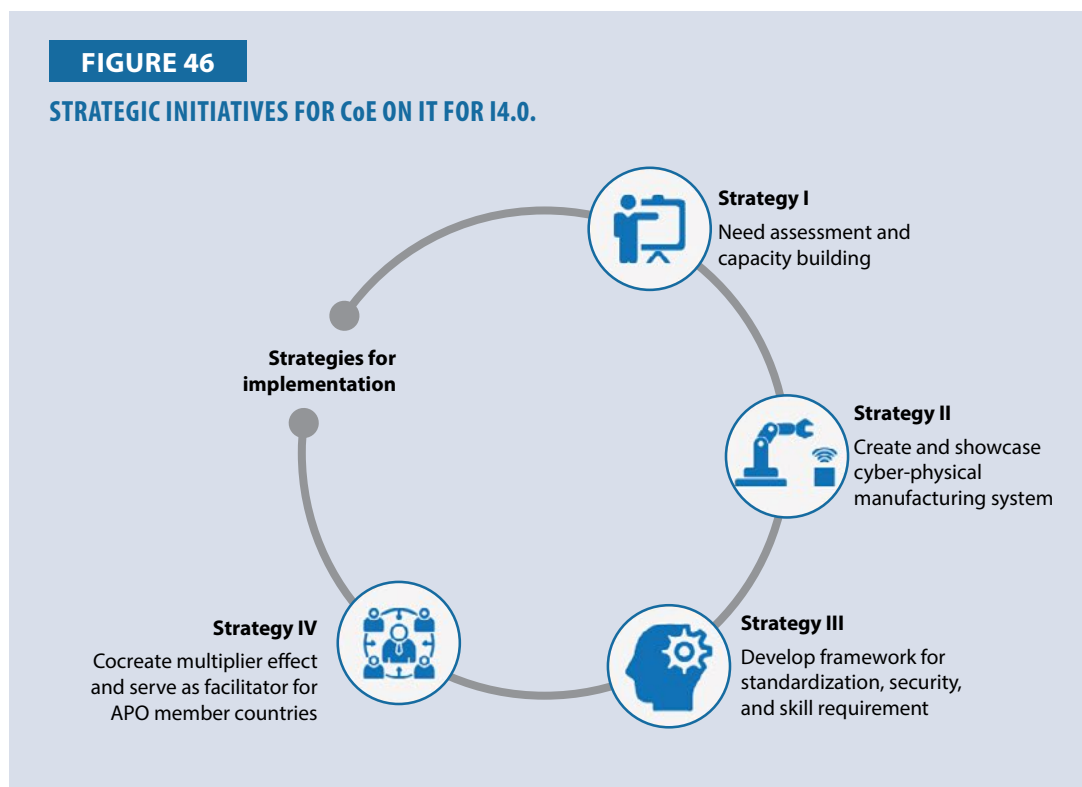 FIGURE 46
STRATEGIC INITIATIVES FOR CoE ON IT FOR I4.0.
Strategy I
Need assessment and
capacity building
Strategies for
implementation
Strategy II
Create and showcase
cyber-physical
manufacturing system
Strategy III
Develop framework for
standardization, security,
and skill requirement
Strategy IV
Cocreate multiplier effect
and serve as facilitator for
APO member countries